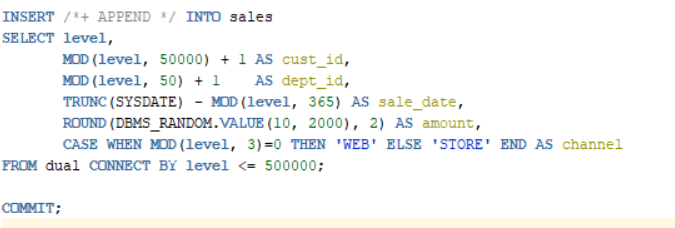 INSERT /*+ APPEND */ INTO sales
SELECT level,
       MOD(level, 50000) + 1 AS cust_id,
       MOD(level, 50) + 1    AS dept_id,
       TRUNC(SYSDATE) - MOD(level, 365) AS sale_date,
       ROUND(DBMS_RANDOM.VALUE(10, 2000), 2) AS amount,
       CASE WHEN MOD(level, 3)=0 THEN 'WEB' ELSE 'STORE' END AS channel
FROM dual CONNECT BY level <= 500000;

COMMIT;